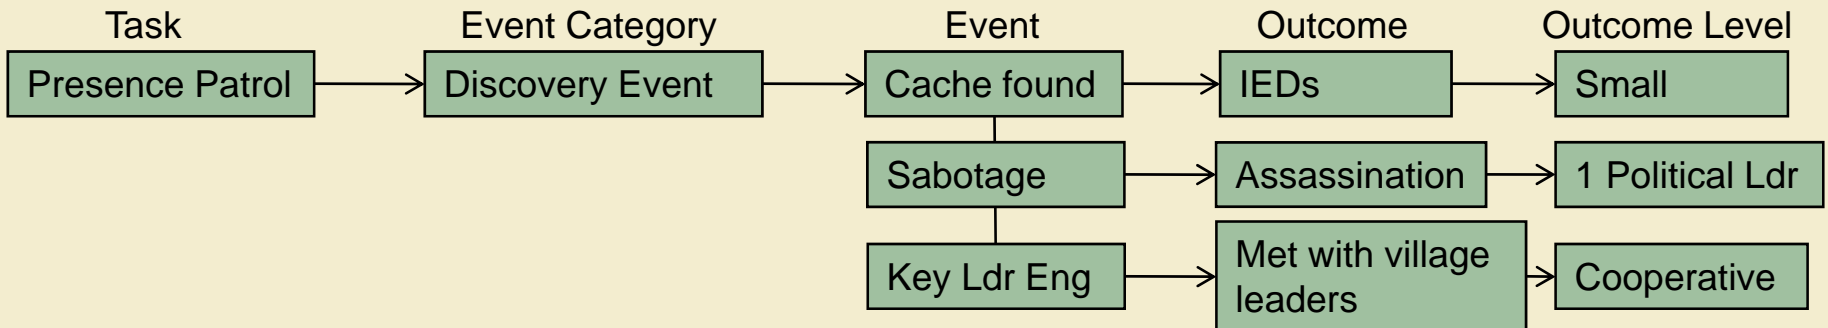 Task Event Category Event Outcome Outcome Level
Presence Patrol Discovery Event Cache found IEDs Small
Sabotage Assassination 1 Political Ldr
Key Ldr Eng Met with village
leaders Cooperative